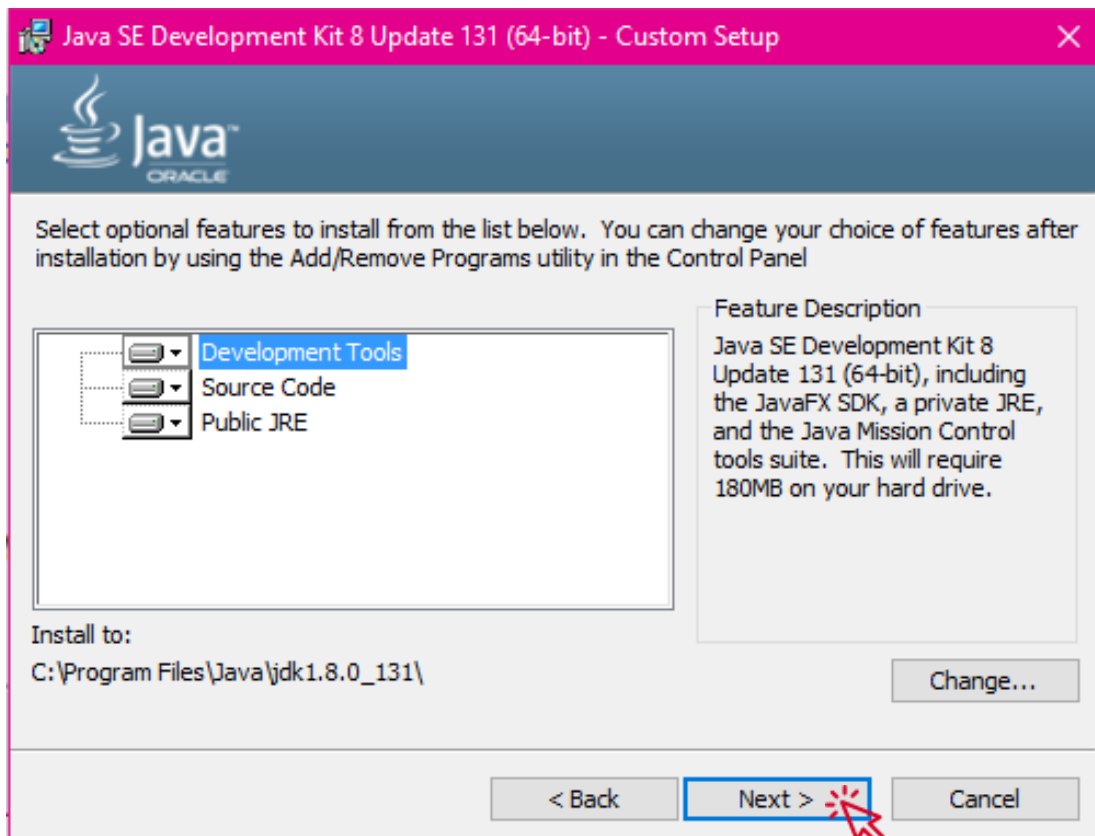 Java SE Development Kit 8 Update 131 (64-bit) - Custom Setup
Java™
ORACLE
Select optional features to install from the list below.  You can change your choice of features after
installation by using the Add/Remove Programs utility in the Control Panel
Development Tools
Source Code
Public JRE
Feature Description
Java SE Development Kit 8
Update 131 (64-bit), including
the JavaFX SDK, a private JRE,
and the Java Mission Control
tools suite.  This will require
180MB on your hard drive.
Install to:
C:\Program Files\Java\jdk1.8.0_131\
Change...
< Back
Next >
Cancel